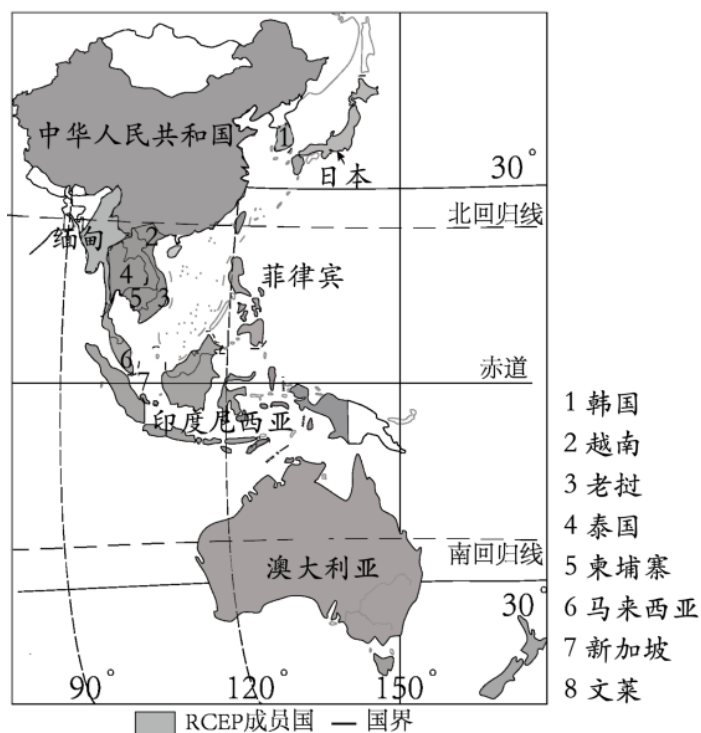 中华人民共和国
1
日本
30°
北回归线
缅甸
2
4
5 3
菲律宾
6
7
赤道
印度尼西亚
澳大利亚
南回归线
30°
90° 120° 150°
RCEP成员国 国界
1 韩国
2 越南
3 老挝
4 泰国
5 柬埔寨
6 马来西亚
7 新加坡
8 文莱